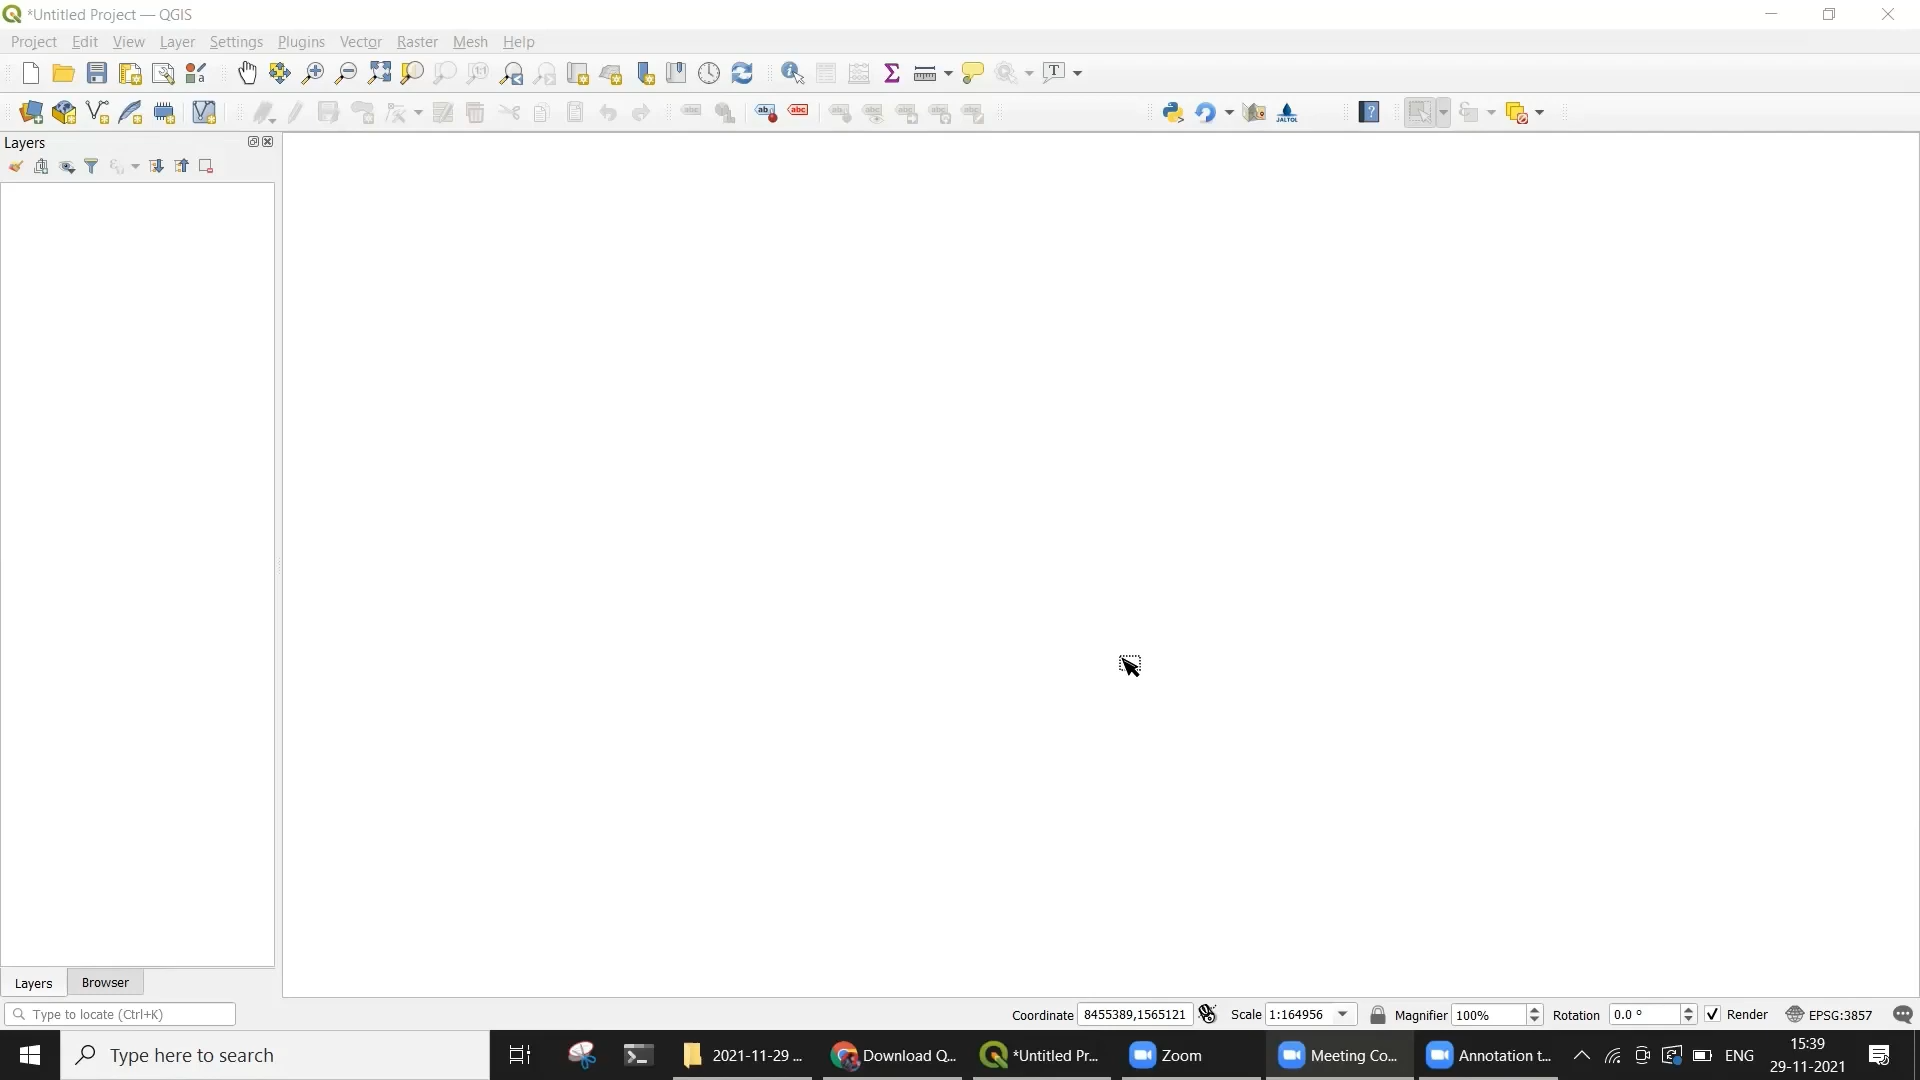 *Untitled Project — QGIS
Project Edit View Layer Settings Plugins Vector Raster Mesh Help
JALTOL
Layers
Layers Browser
Type to locate (Ctrl+K)
Coordinate 8455389,1565121 Scale 1:164956 Magnifier 100% Rotation 0.0 ° Render EPSG:3857
Type here to search
2021-11-29 ...
Download Q...
*Untitled Pr...
Zoom
Meeting Co...
Annotation t...
ENG
15:39
29-11-2021